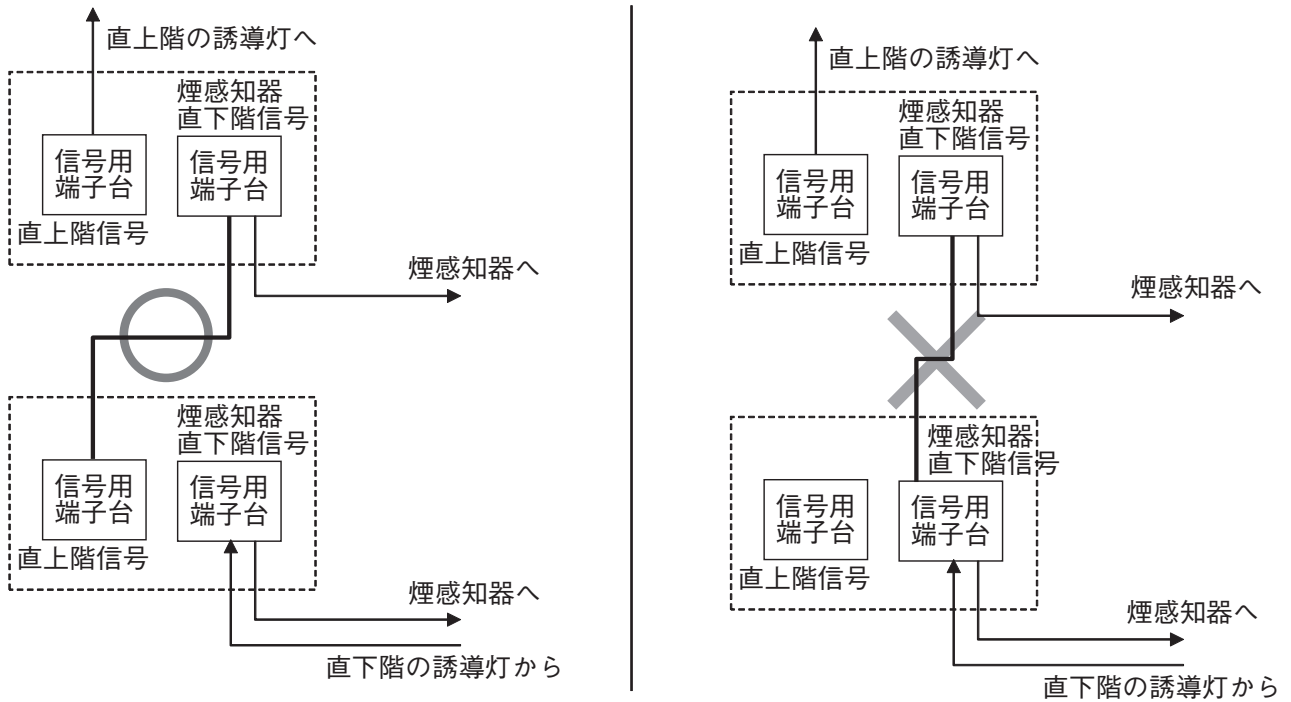 直上階の誘導灯へ
煙感知器
直下階信号
信号用
端子台
信号用
端子台
直上階信号
煙感知器へ
煙感知器
直下階信号
信号用
端子台
信号用
端子台
直上階信号
煙感知器へ
直下階の誘導灯から
直上階の誘導灯へ
煙感知器
直下階信号
信号用
端子台
信号用
端子台
直上階信号
煙感知器へ
煙感知器
直下階信号
信号用
端子台
信号用
端子台
直上階信号
煙感知器へ
直下階の誘導灯から